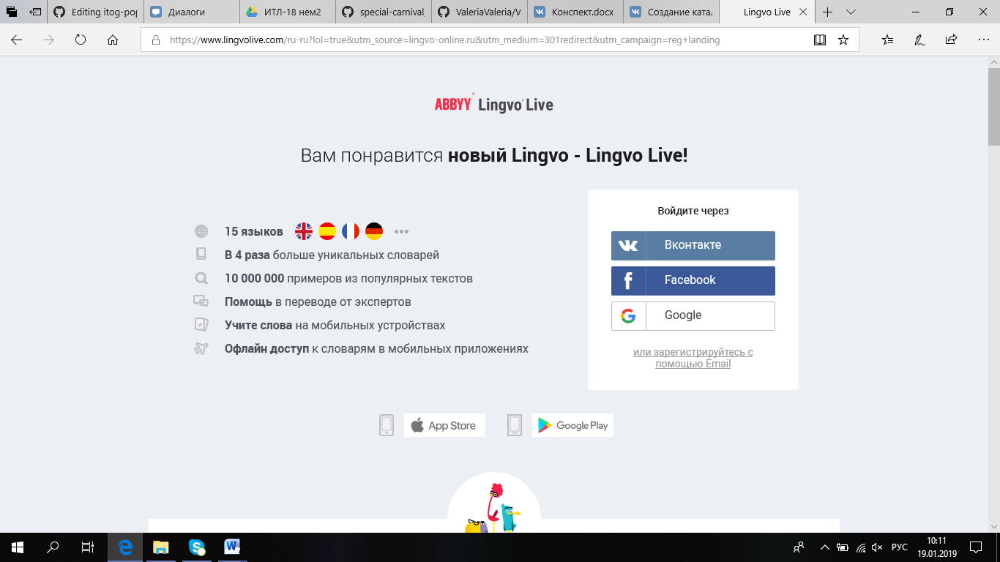 Editing itog-pop
Диалоги
ИТЛ-18 нем2
special-carnival
ValeriaValeria/V
Конспект.docx
Создание ката
Lingvo Live
https://www.lingvolive.com/ru-ru?lol=true&utm_source=lingvo-online.ru&utm_medium=301redirect&utm_campaign=reg+landing
ABBYY Lingvo Live
Вам понравится новый Lingvo - Lingvo Live!
15 языков
В 4 раза больше уникальных словарей
10 000 000 примеров из популярных текстов
Помощь в переводе от экспертов
Учите слова на мобильных устройствах
Офлайн доступ к словарям в мобильных приложениях
Войдите через
Вконтакте
Facebook
Google
или зарегистрируйтесь с
помощью Email
App Store
Google Play
РУС
10:11
19.01.2019